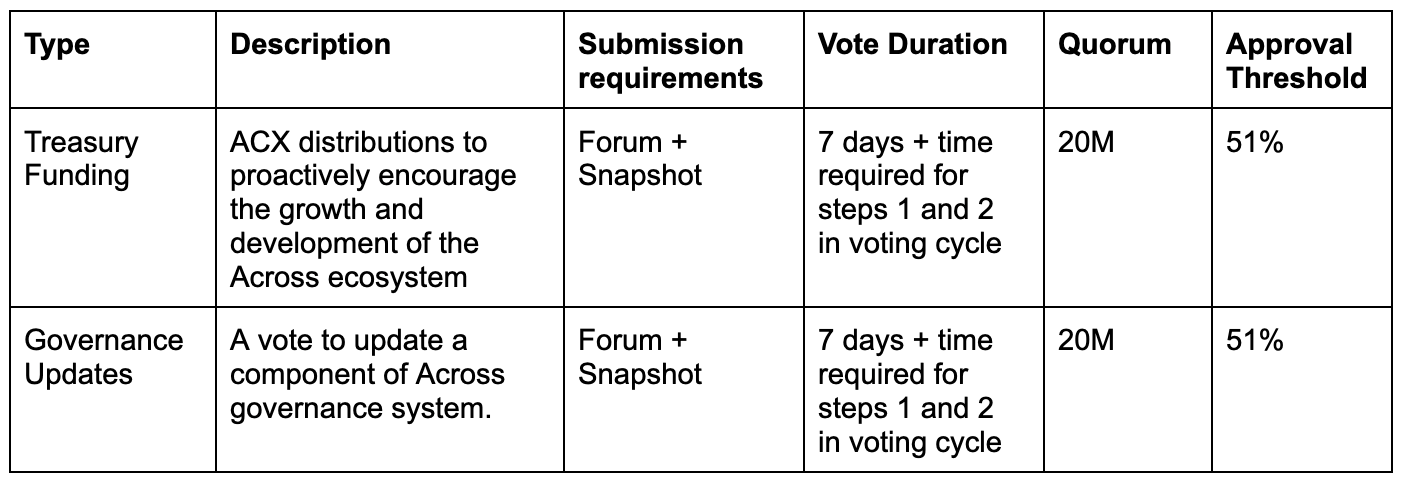 Type
Description
Submission
requirements
Vote Duration
Quorum
Approval
Threshold
Treasury
Funding
ACX distributions to
proactively encourage
the growth and
development of the
Across ecosystem
Forum +
Snapshot
7 days + time
required for
steps 1 and 2
in voting cycle
20M
51%
Governance
Updates
A vote to update a
component of Across
governance system.
Forum +
Snapshot
7 days + time
required for
steps 1 and 2
in voting cycle
20M
51%